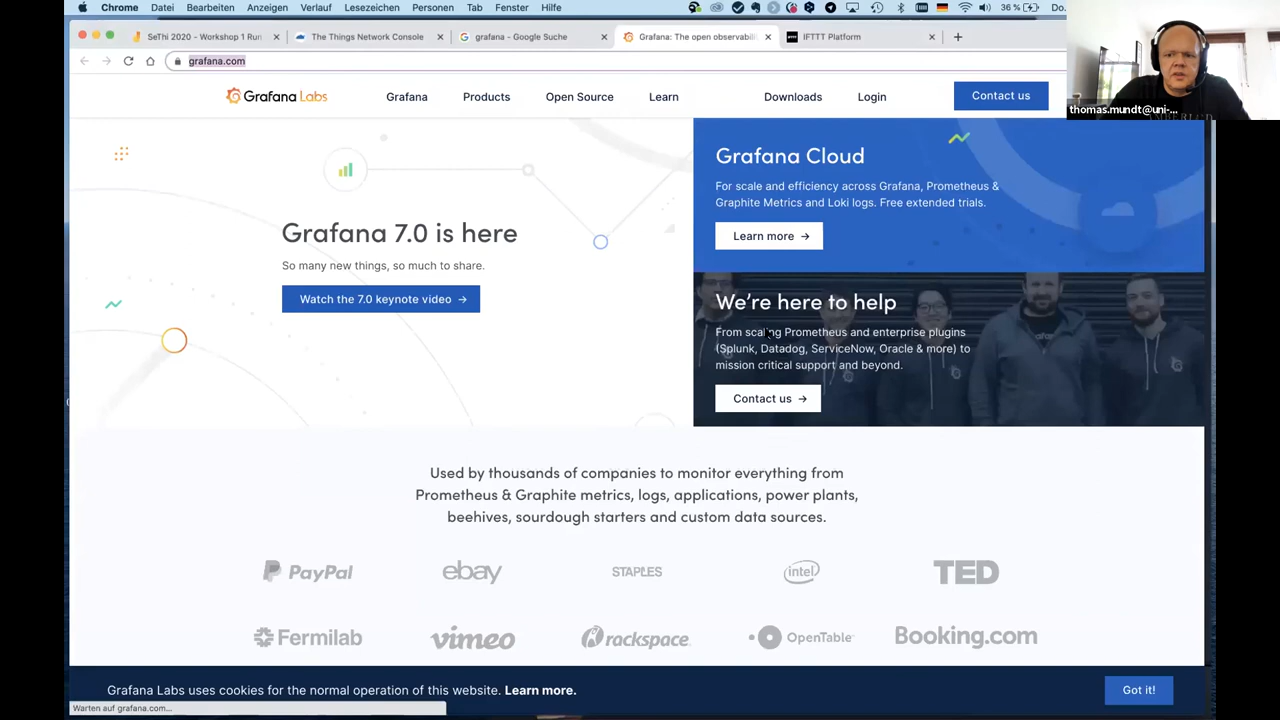 Chrome Datei Bearbeiten Anzeigen Verlauf Lesezeichen Personen Tab Fenster Hilfe 36 % Do.
SeThi 2020 - Workshop 1 Run
The Things Network Console
grafana - Google Suche
Grafana: The open observabil
IFTTT Platform
grafana.com
thomas.mundt@uni-...
Grafana Labs
Grafana Products Open Source Learn Downloads Login Contact us
Grafana 7.0 is here
So many new things, so much to share.
Watch the 7.0 keynote video →
Grafana Cloud
For scale and efficiency across Grafana, Prometheus &
Graphite Metrics and Loki logs. Free extended trials.
Learn more →
We're here to help
From scaling Prometheus and enterprise plugins
(Splunk, Datadog, ServiceNow, Oracle & more) to
mission critical support and beyond.
Contact us →
Used by thousands of companies to monitor everything from
Prometheus & Graphite metrics, logs, applications, power plants,
beehives, sourdough starters and custom data sources.
PayPal ebay STAPLES intel TED
Fermilab vimeo rackspace OpenTable Booking.com
Grafana Labs uses cookies for the normal operation of this website. Learn more.
Got it!
Warten auf grafana.com...